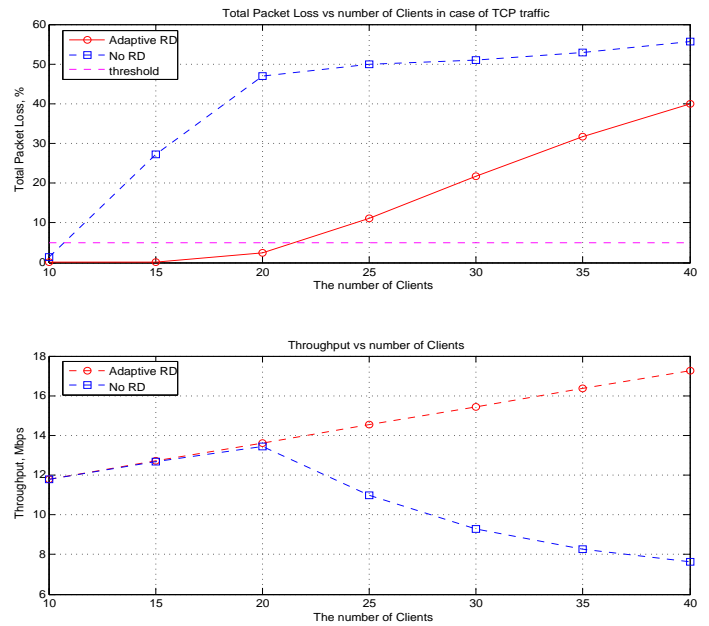 Total Packet Loss vs number of Clients in case of TCP traffic
Adaptive RD
No RD
threshold
Total Packet Loss, %
60
50
40
30
20
10
0
10 15 20 25 30 35 40
The number of Clients
Throughput vs number of Clients
Adaptive RD
No RD
Throughput, Mbps
18
16
14
12
10
8
6
10 15 20 25 30 35 40
The number of Clients